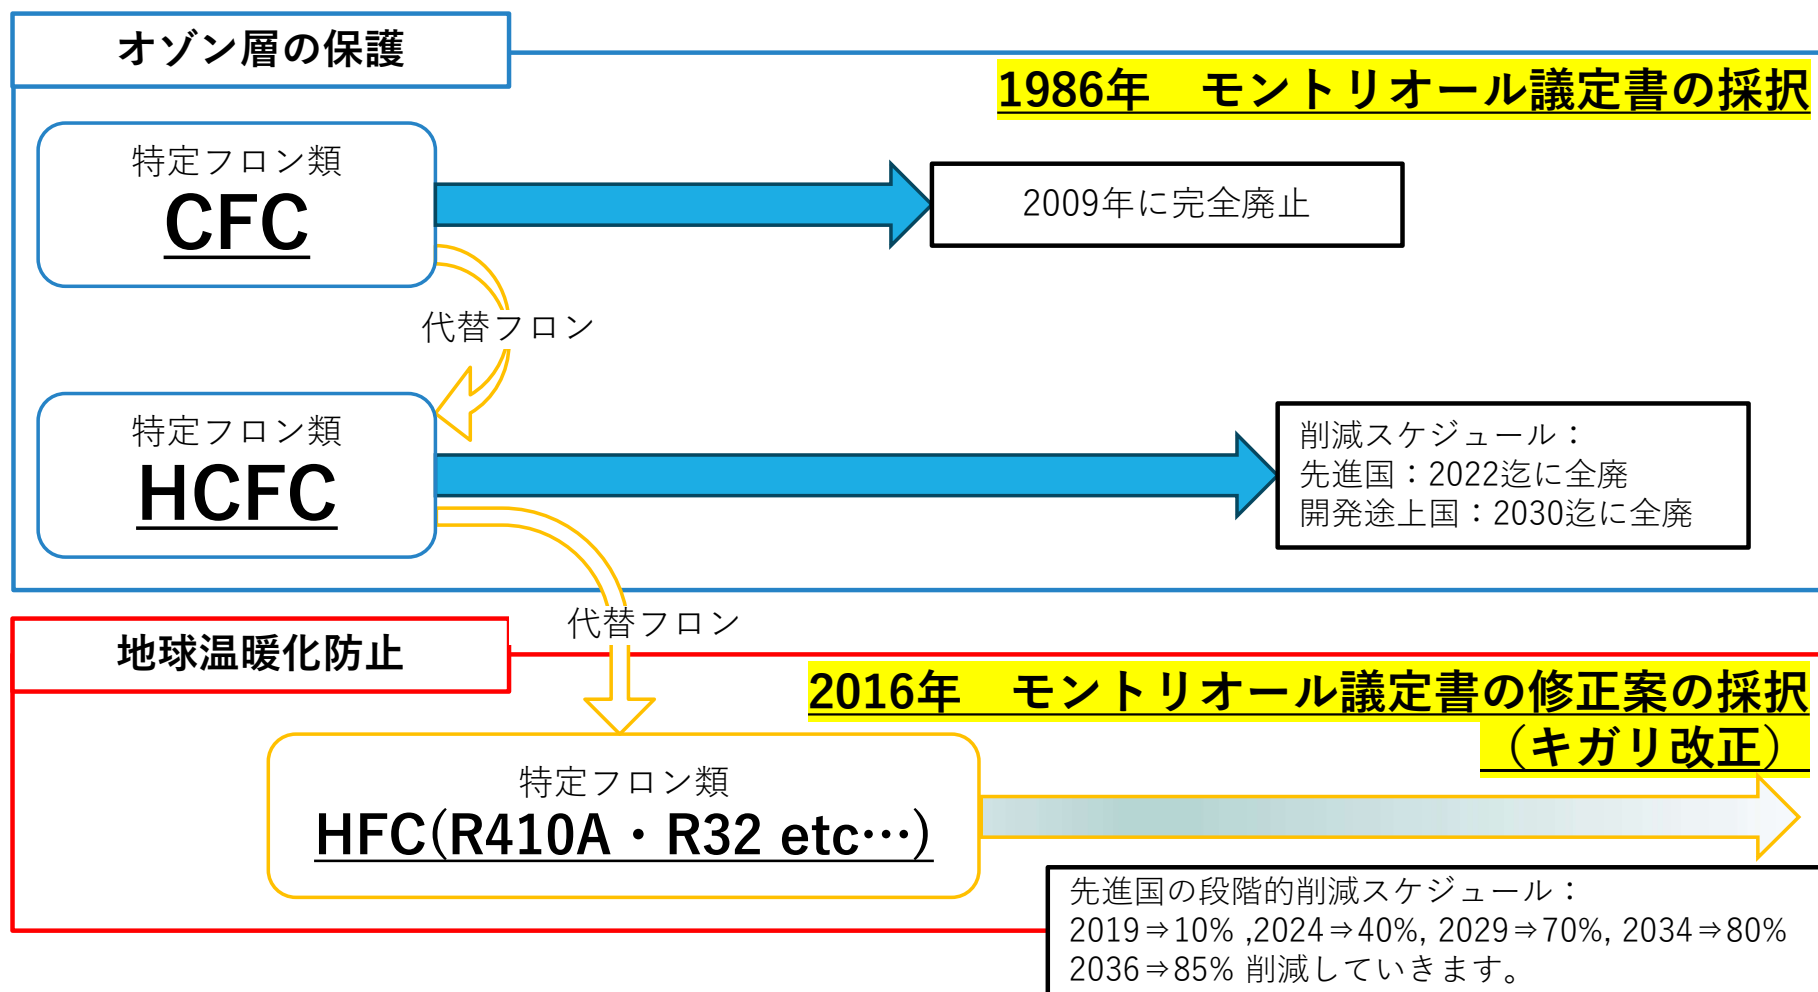 オゾン層の保護
1986年　モントリオール議定書の採択
特定フロン類
CFC
2009年に完全廃止
代替フロン
特定フロン類
HCFC
削減スケジュール：
先進国：2022迄に全廃
開発途上国：2030迄に全廃
代替フロン
地球温暖化防止
2016年　モントリオール議定書の修正案の採択
（キガリ改正）
特定フロン類
HFC(R410A・R32 etc…)
先進国の段階的削減スケジュール：
2019⇒10% ,2024⇒40%, 2029⇒70%, 2034⇒80%
2036⇒85% 削減していきます。